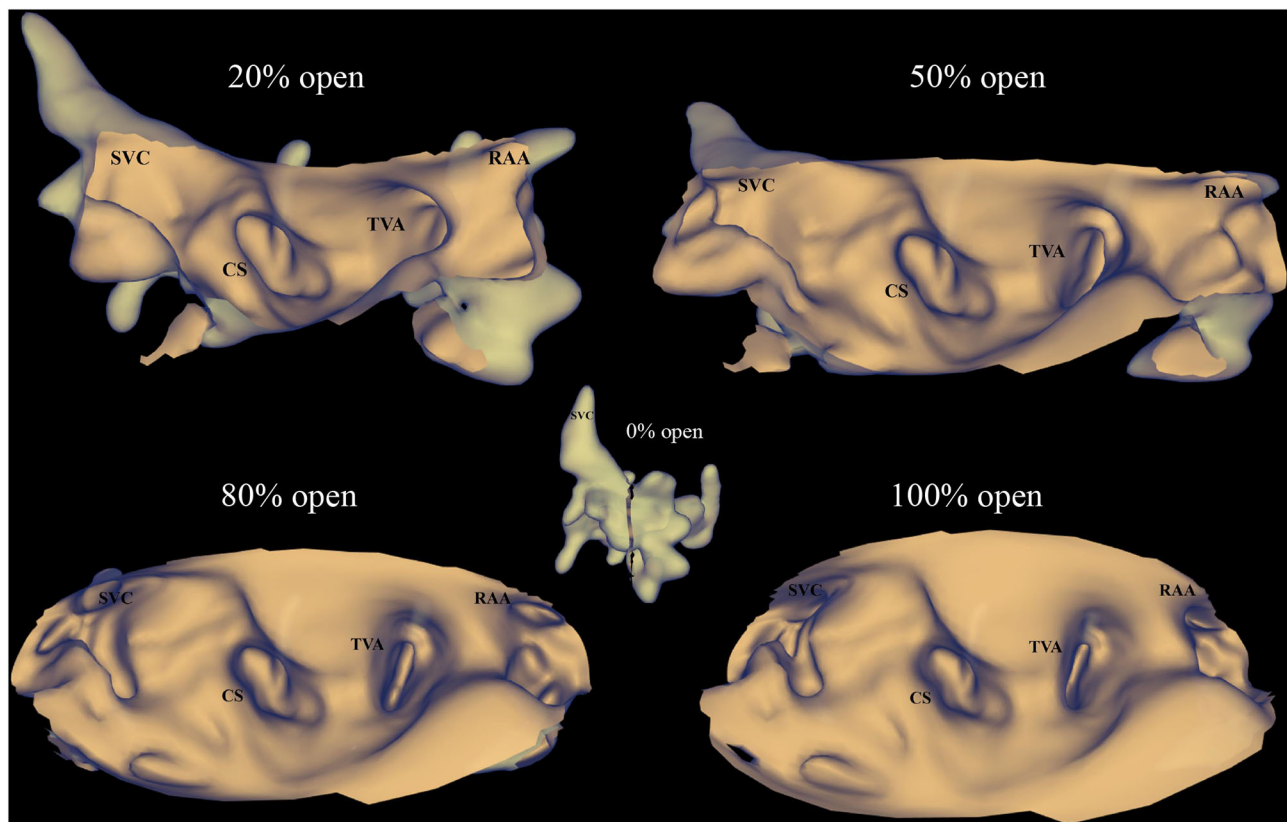 20% open
50% open
SVC
RAA
SVC
RAA
TVA
TVA
CS
CS
SVC
0% open
80% open
100% open
SVC
RAA
SVC
RAA
TVA
TVA
CS
CS